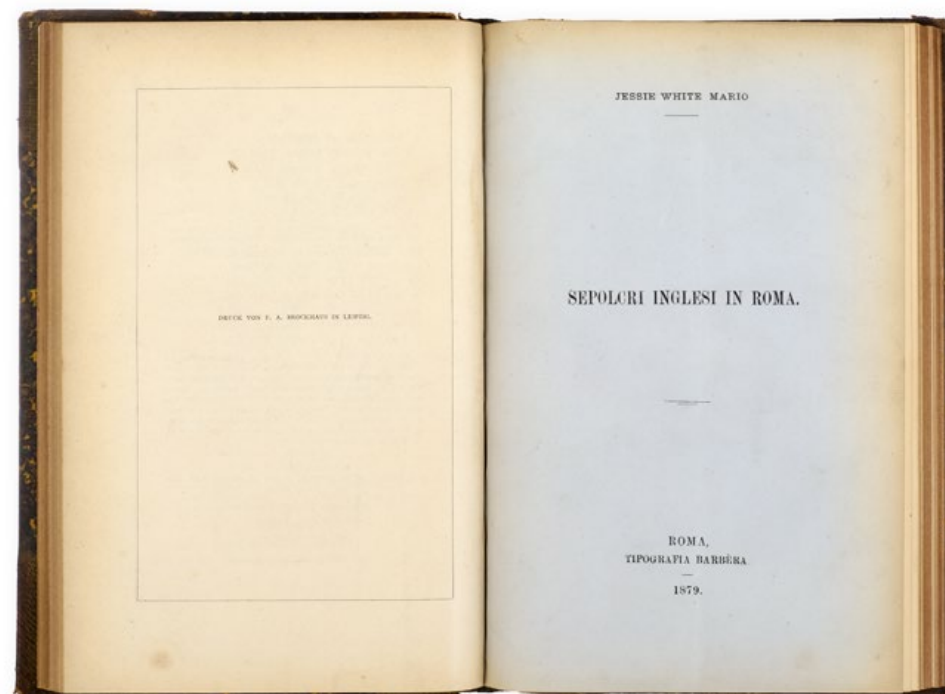 DRUCK VON F. A. BROCKHAUS IN LEIPZIG.
JESSIE WHITE MARIO
SEPOLCRI INGLESI IN ROMA.
ROMA,
TIPOGRAFIA BARBÈRA
1879.